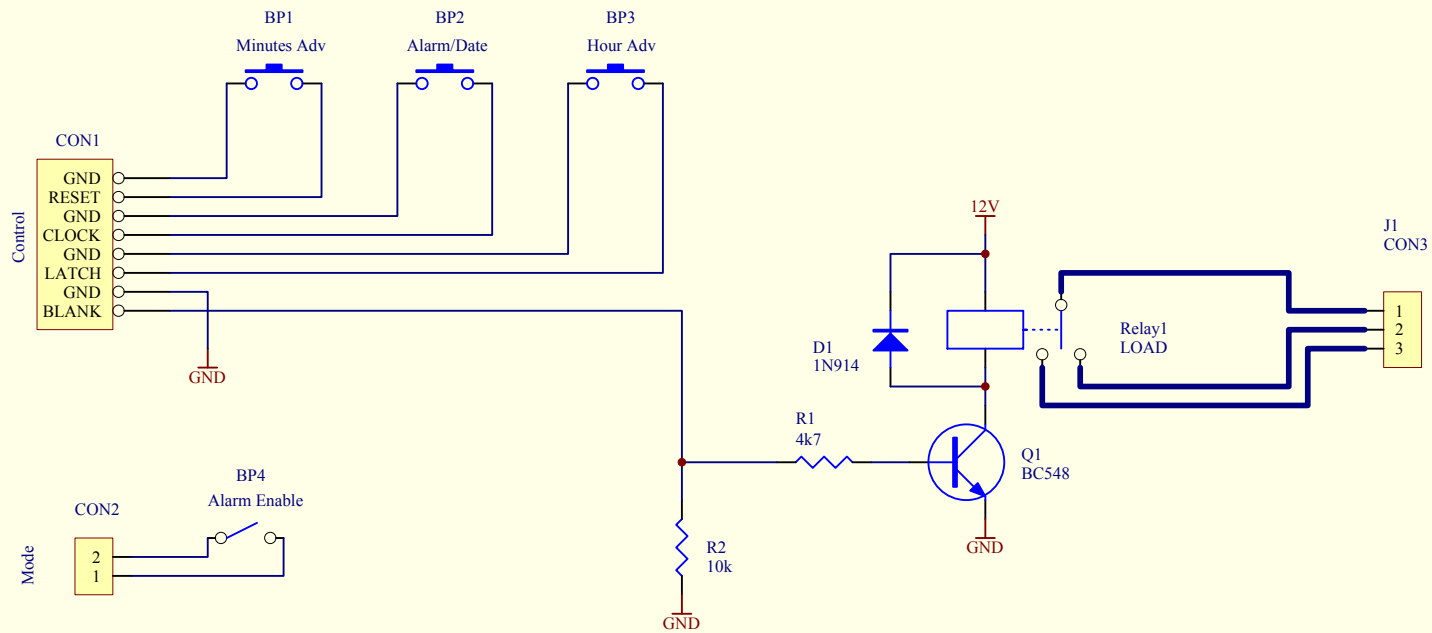 BP1
Minutes Adv
BP2
Alarm/Date
BP3
Hour Adv
CON1
Control
GND
RESET
GND
CLOCK
GND
LATCH
GND
BLANK
GND
12V
D1
1N914
Relay1
LOAD
J1
CON3
1
2
3
R1
4k7
Q1
BC548
GND
R2
10k
GND
BP4
Alarm Enable
CON2
Mode
2
1